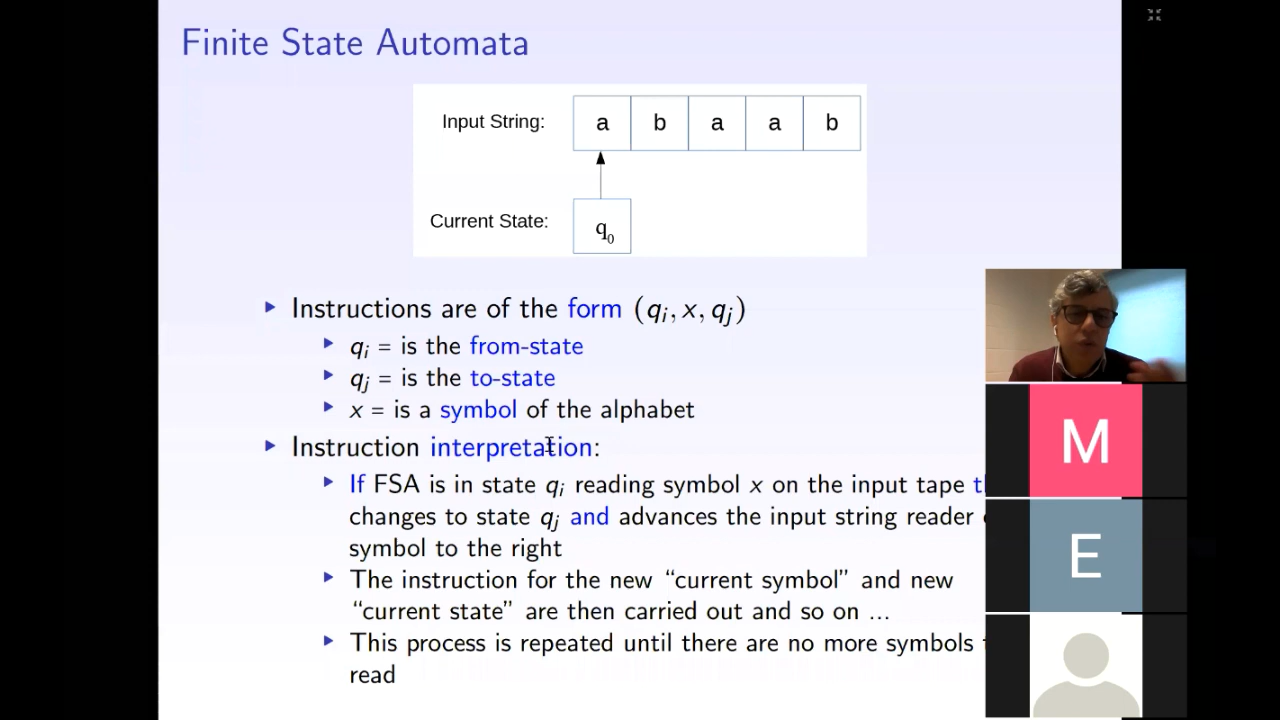 Finite State Automata
Input String: a b a a b
Current State: q0
Instructions are of the form (qi, x, qj)
qi = is the from-state
qj = is the to-state
x = is a symbol of the alphabet
Instruction interpretation:
If FSA is in state qi reading symbol x on the input tape
changes to state qj and advances the input string reader
symbol to the right
The instruction for the new “current symbol” and new
“current state” are then carried out and so on ...
This process is repeated until there are no more symbols
read
M
E